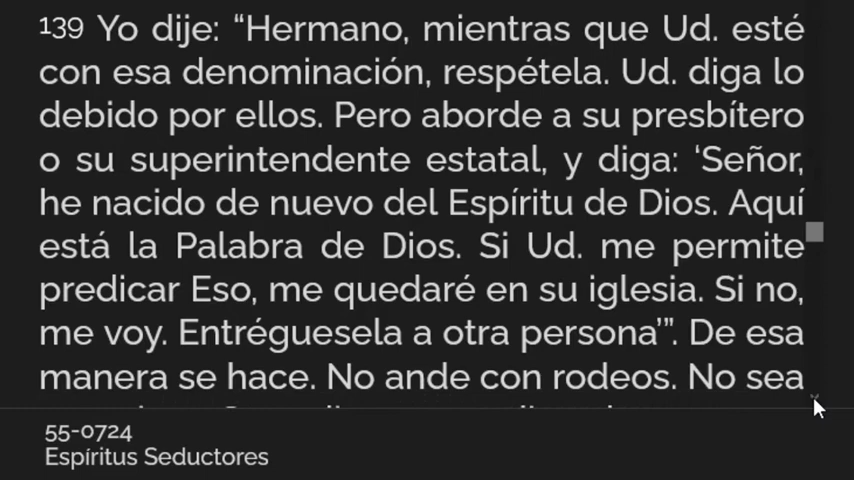 139 Yo dije: “Hermano, mientras que Ud. esté
con esa denominación, respétela. Ud. diga lo
debido por ellos. Pero aborde a su presbítero
o su superintendente estatal, y diga: ‘Señor,
he nacido de nuevo del Espíritu de Dios. Aquí
está la Palabra de Dios. Si Ud. me permite
predicar Eso, me quedaré en su iglesia. Si no,
me voy. Entréguesela a otra persona’”. De esa
manera se hace. No ande con rodeos. No sea
55-0724
Espíritus Seductores